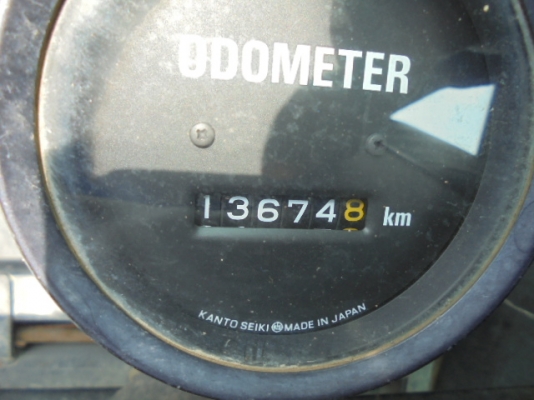 ODOMETER
136748 km
KANTO SEIKI MADE IN JAPAN